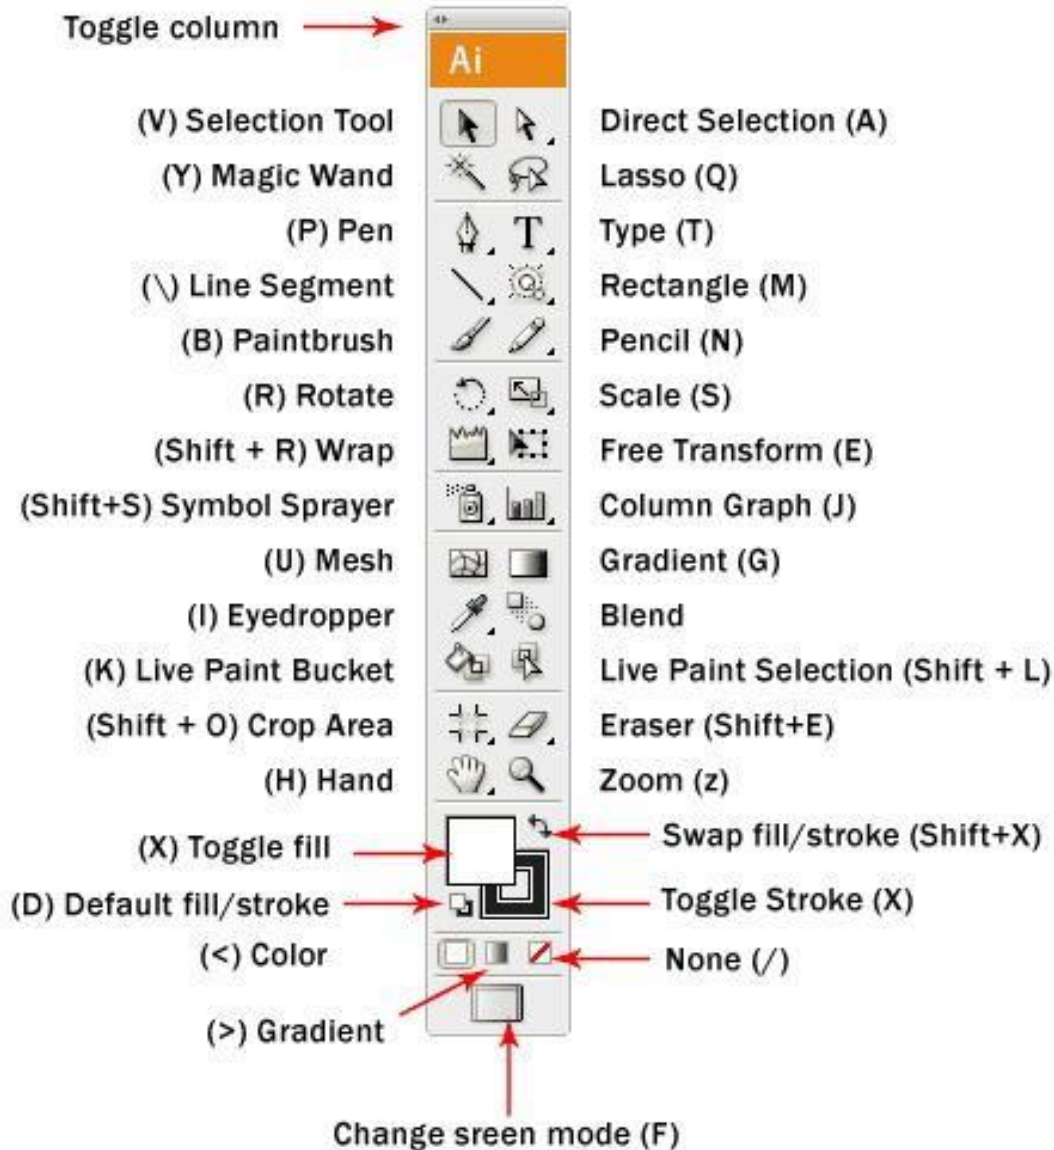 Toggle column
Ai
(V) Selection Tool
Direct Selection (A)
(Y) Magic Wand
Lasso (Q)
(P) Pen
T
Type (T)
(\) Line Segment
Rectangle (M)
(B) Paintbrush
Pencil (N)
(R) Rotate
Scale (S)
(Shift + R) Wrap
Free Transform (E)
(Shift+S) Symbol Sprayer
Column Graph (J)
(U) Mesh
Gradient (G)
(I) Eyedropper
Blend
(K) Live Paint Bucket
Live Paint Selection (Shift + L)
(Shift + O) Crop Area
Eraser (Shift+E)
(H) Hand
Zoom (z)
(X) Toggle fill
Swap fill/stroke (Shift+X)
(D) Default fill/stroke
Toggle Stroke (X)
(<) Color
None (/)
(>) Gradient
Change sreen mode (F)